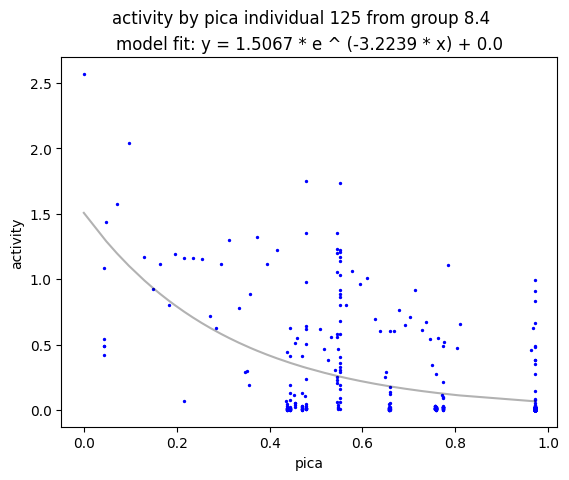 activity by pica individual 125 from group 8.4
model fit: y = 1.5067 * e ^ (-3.2239 * x) + 0.0
2.5
2.0
1.5
1.0
0.5
0.0
activity
0.0 0.2 0.4 0.6 0.8 1.0
pica